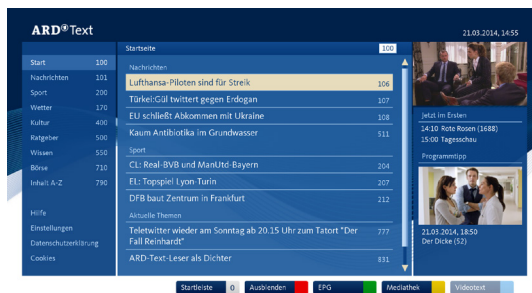 ARD Text
21.03.2014, 14:55
Startseite 100
Start 100
Nachrichten 101
Sport 200
Wetter 170
Kultur 400
Ratgeber 500
Wissen 550
Börse 710
Inhalt A-Z 790
Hilfe
Einstellungen
Datenschutzerklärung
Cookies
Nachrichten
Lufthansa-Piloten sind für Streik 106
Türkei:Gül twittert gegen Erdogan 107
EU schließt Abkommen mit Ukraine 108
Kaum Antibiotika im Grundwasser 511
Sport
CL: Real-BVB und ManUtd-Bayern 204
EL: Topspiel Lyon-Turin 207
DFB baut Zentrum in Frankfurt 212
Aktuelle Themen
Teletwitter wieder am Sonntag ab 20.15 Uhr zum Tatort "Der 777
Fall Reinhardt"
ARD-Text-Leser als Dichter 831
Jetzt im Ersten
14:10 Rote Rosen (1688)
15:00 Tagesschau
Programmtipp
21.03.2014, 18:50
Der Dicke (52)
Startleiste 0 Ausblenden EPG Mediathek Videotext